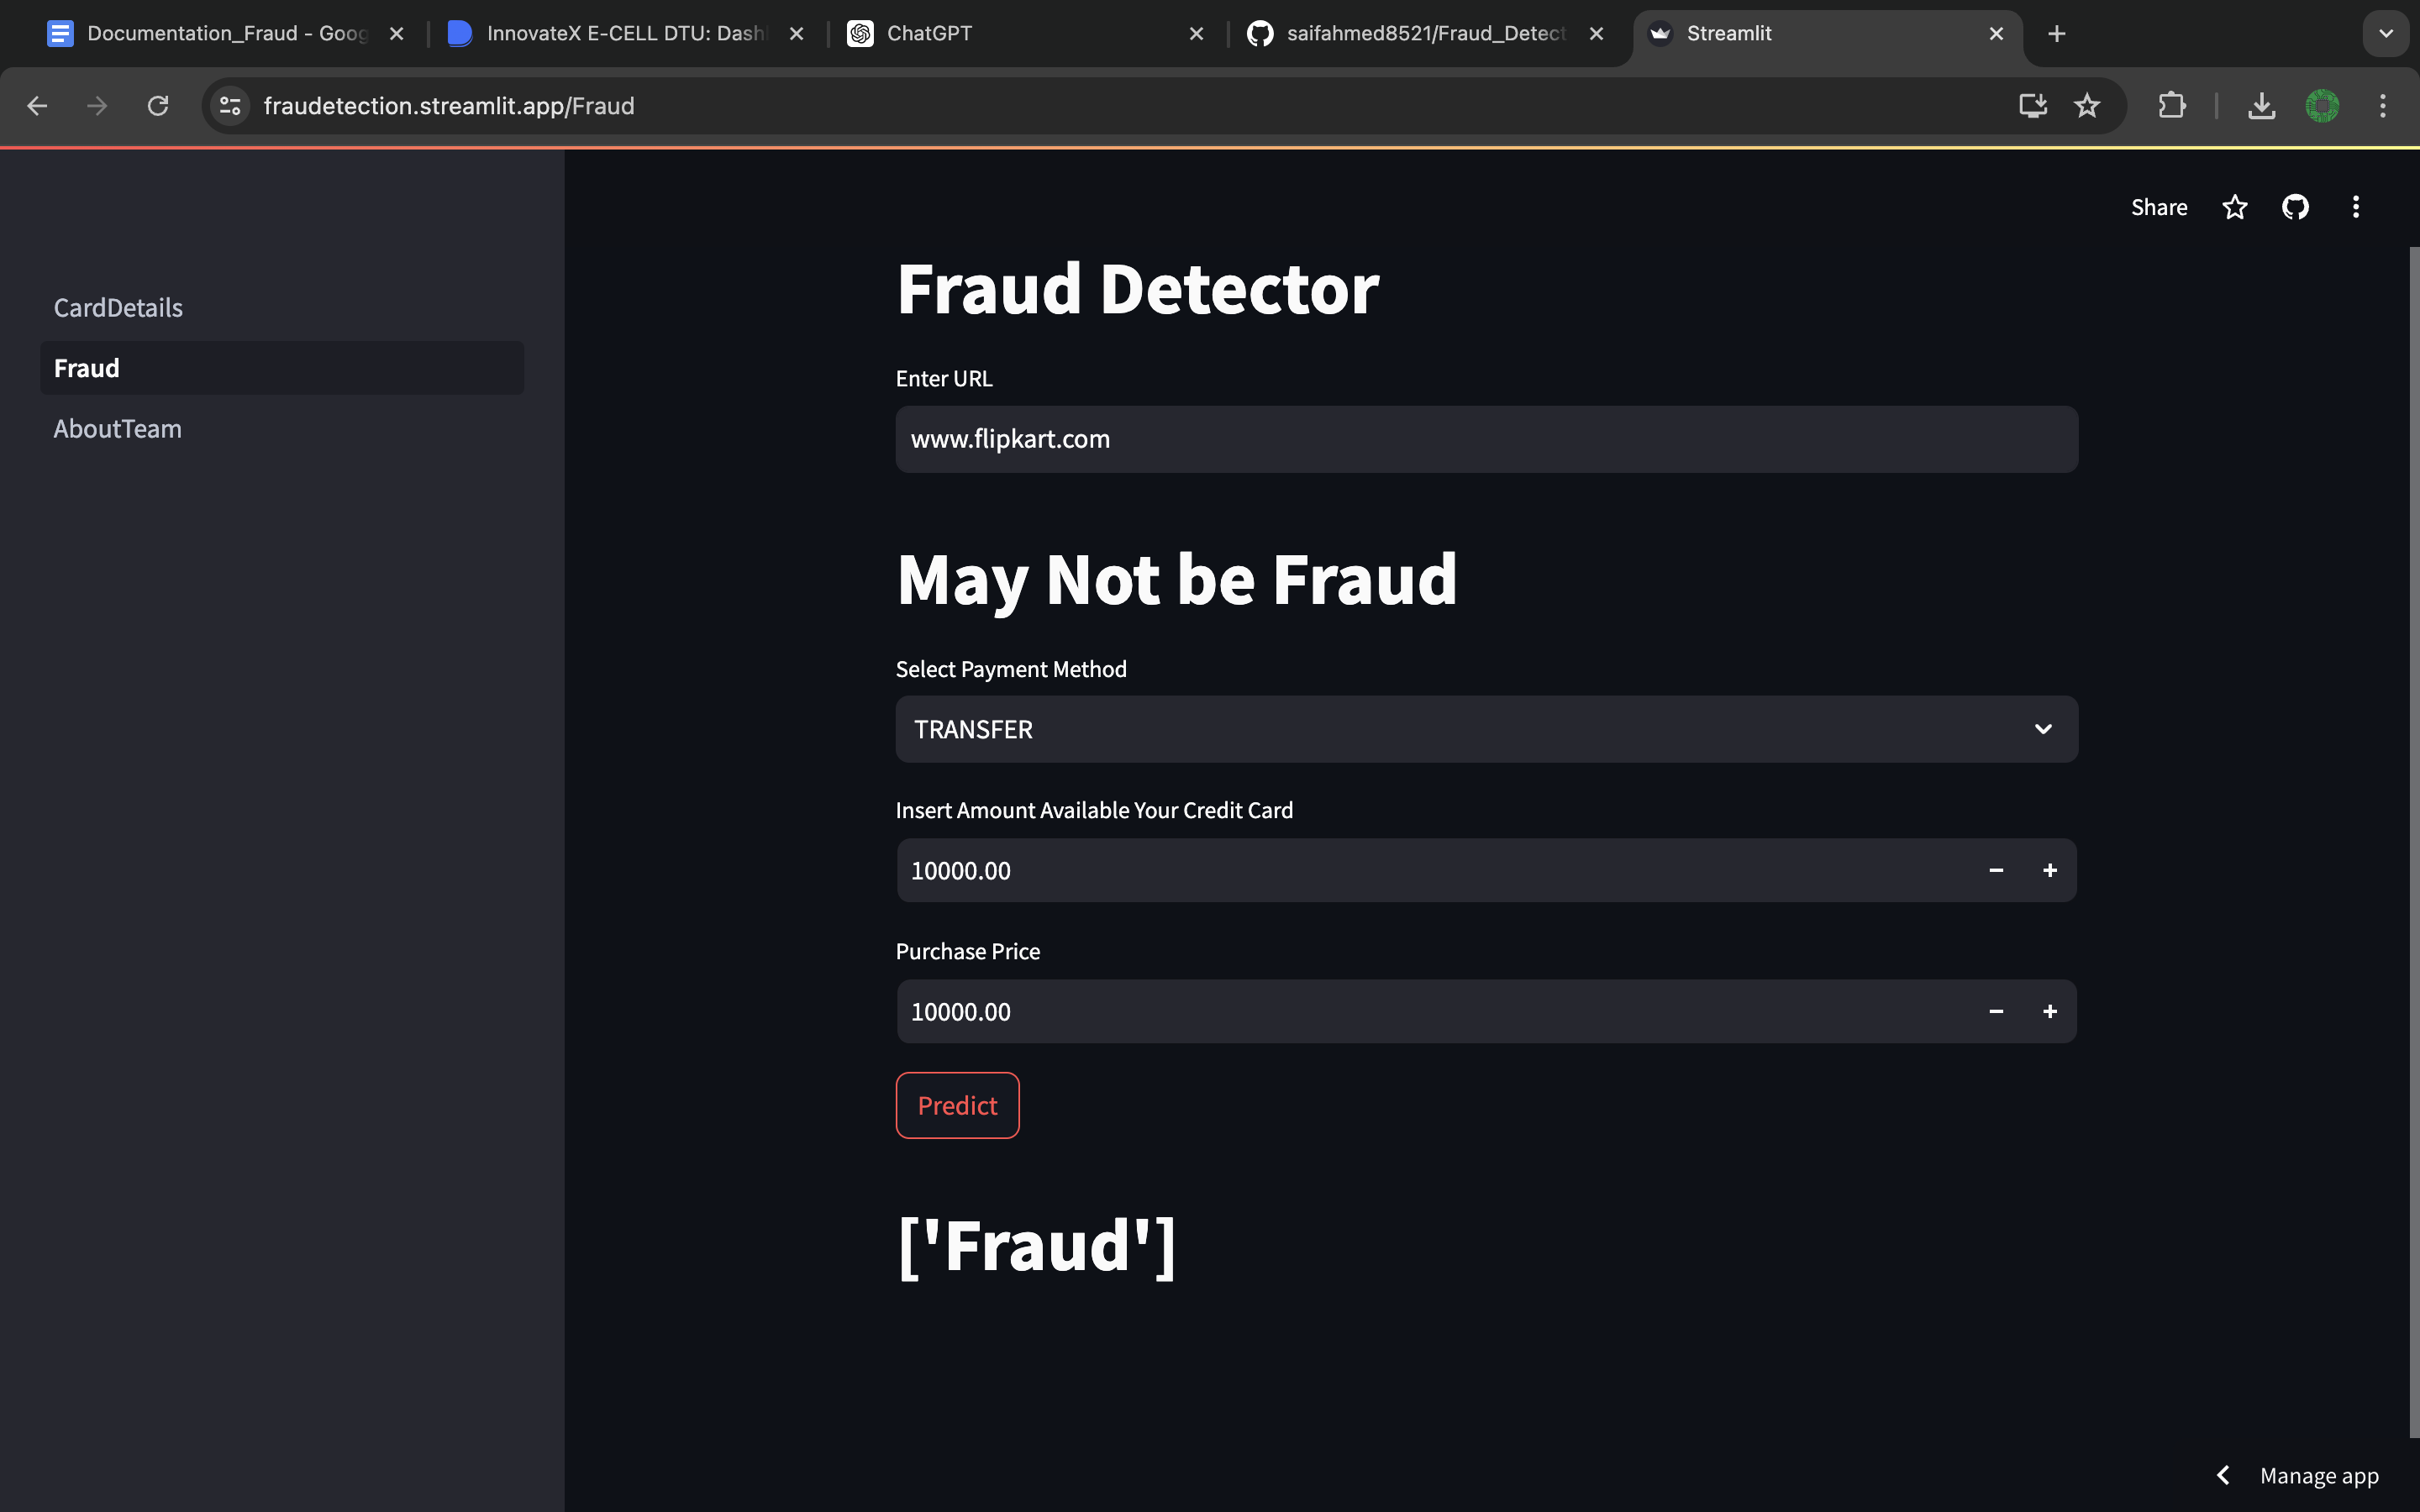 Documentation_Fraud - Goog
InnovateX E-CELL DTU: Dash
ChatGPT
saifahmed8521/Fraud_Detect
Streamlit
fraudetection.streamlit.app/Fraud
Share
CardDetails
Fraud
AboutTeam
Fraud Detector
Enter URL
www.flipkart.com
May Not be Fraud
Select Payment Method
TRANSFER
Insert Amount Available Your Credit Card
10000.00
Purchase Price
10000.00
Predict
['Fraud']
Manage app